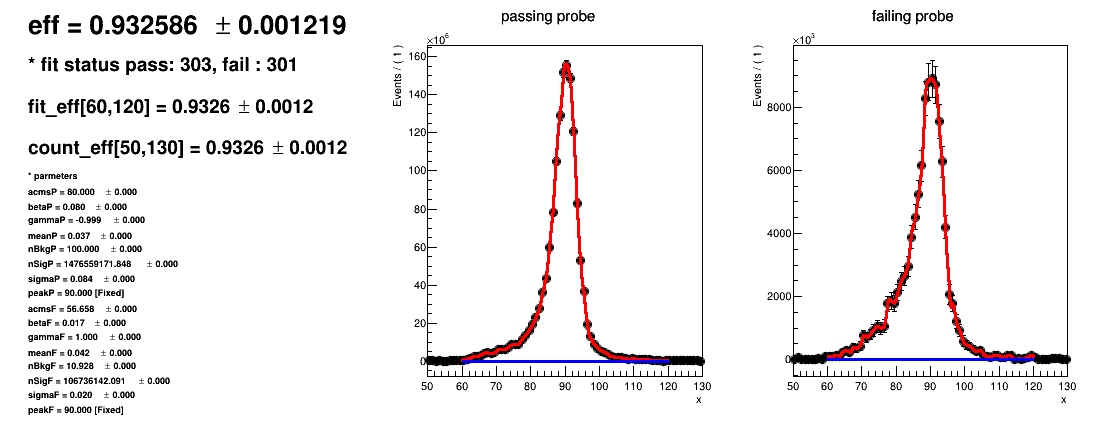 eff = 0.932586 ± 0.001219
* fit status pass: 303, fail : 301
fit_eff[60,120] = 0.9326 ± 0.0012
count_eff[50,130] = 0.9326 ± 0.0012
* parmeters
acmsP = 80.000 ± 0.000
betaP = 0.080 ± 0.000
gammaP = -0.999 ± 0.000
meanP = 0.037 ± 0.000
nBkgP = 100.000 ± 0.000
nSigP = 1476559171.848 ± 0.000
sigmaP = 0.084 ± 0.000
peakP = 90.000 [Fixed]
acmsF = 56.658 ± 0.000
betaF = 0.017 ± 0.000
gammaF = 1.000 ± 0.000
meanF = 0.042 ± 0.000
nBkgF = 10.928 ± 0.000
nSigF = 106736142.091 ± 0.000
sigmaF = 0.020 ± 0.000
peakF = 90.000 [Fixed]
passing probe
×10⁶
Events / ( 1 )
160
140
120
100
80
60
40
20
0
50 60 70 80 90 100 110 120 130
x
failing probe
×10³
Events / ( 1 )
8000
6000
4000
2000
0
50 60 70 80 90 100 110 120 130
x